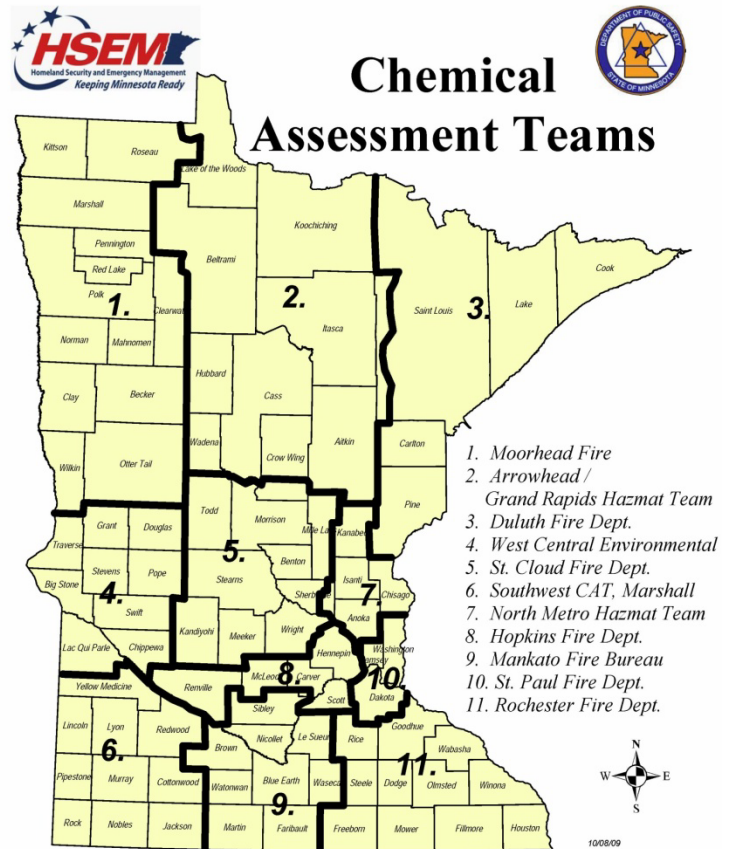 HSEM
Homeland Security and Emergency Management
Keeping Minnesota Ready
DEPARTMENT OF PUBLIC SAFETY
STATE OF MINNESOTA
Chemical
Assessment Teams
Kittson
Roseau
Lake of the Woods
Marshall
Koochiching
Pennington
Beltrami
Red Lake
Cook
Polk
1.
2.
Clearwater
Saint Louis
3.
Lake
Itasca
Norman
Mahnomen
Hubbard
Cass
Clay
Becker
Wadena
Crow Wing
Aitkin
Carlton
Wilkin
Otter Tail
Pine
1. Moorhead Fire
2. Arrowhead /
Grand Rapids Hazmat Team
3. Duluth Fire Dept.
4. West Central Environmental
5. St. Cloud Fire Dept.
6. Southwest CAT, Marshall
7. North Metro Hazmat Team
8. Hopkins Fire Dept.
9. Mankato Fire Bureau
10. St. Paul Fire Dept.
11. Rochester Fire Dept.
Todd
Morrison
Kanabec
Grant
Douglas
Traverse
5.
Benton
Stevens
Pope
Stearns
Isanti
Big Stone
4.
7.
Chisago
Swift
Anoka
Kandiyohi
Meeker
Wright
Lac Qui Parle
Chippewa
Hennepin
Washington
8.
10.
Yellow Medicine
Renville
McLeod
Carver
Scott
Dakota
Sibley
Lincoln
Lyon
Redwood
Nicollet
Le Sueur
Rice
Goodhue
6.
Brown
Wabasha
11.
Pipestone
Murray
Cottonwood
Watonwan
Blue Earth
Waseca
Steele
Dodge
Olmsted
Winona
9.
Rock
Nobles
Jackson
Martin
Faribault
Freeborn
Mower
Fillmore
Houston
N
W
E
S
10/08/09